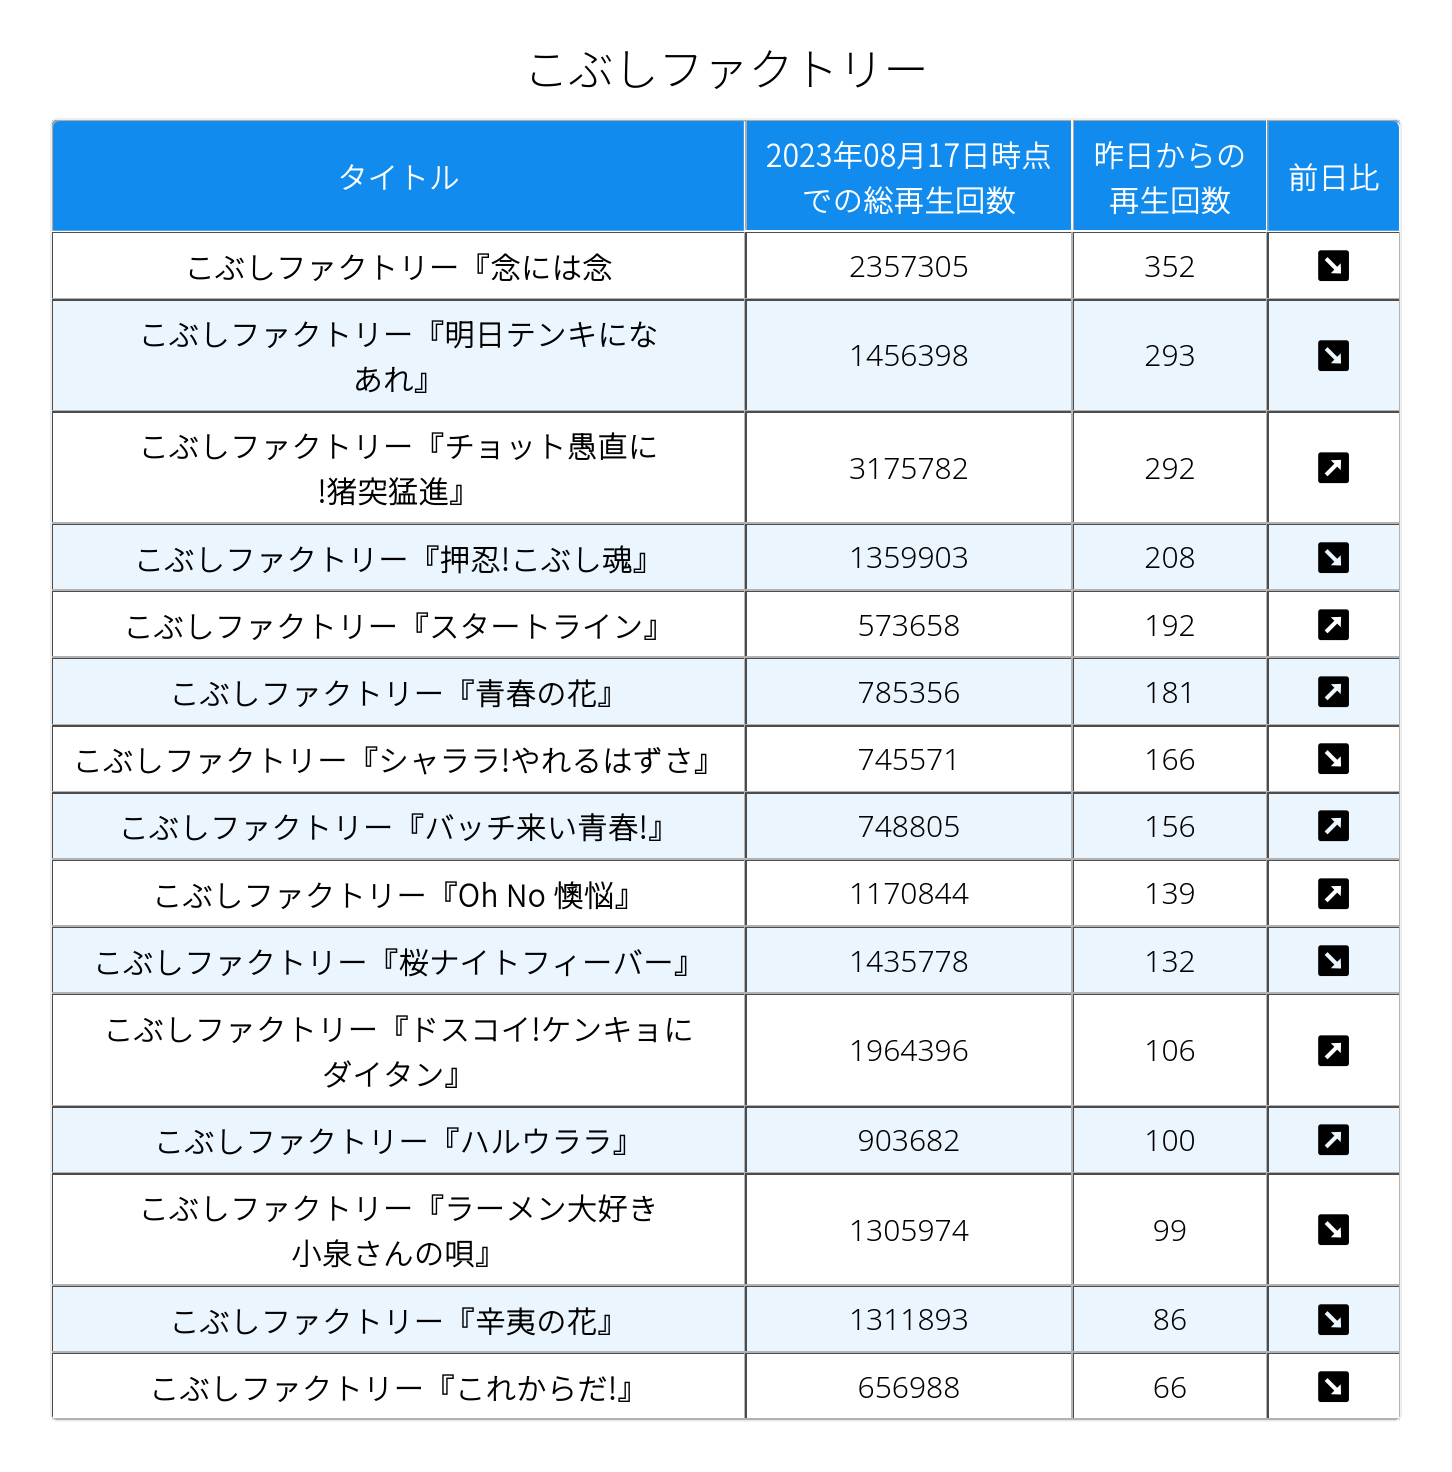 こぶしファクトリー
タイトル
2023年08月17日時点
での総再生回数
昨日からの
再生回数
前日比
こぶしファクトリー『念には念 2357305 352
こぶしファクトリー『明日テンキにな
あれ』 1456398 293
こぶしファクトリー『チョット愚直に
!猪突猛進』 3175782 292
こぶしファクトリー『押忍!こぶし魂』 1359903 208
こぶしファクトリー『スタートライン』 573658 192
こぶしファクトリー『青春の花』 785356 181
こぶしファクトリー『シャララ!やれるはずさ』 745571 166
こぶしファクトリー『バッチ来い青春!』 748805 156
こぶしファクトリー『Oh No 懊悩』 1170844 139
こぶしファクトリー『桜ナイトフィーバー』 1435778 132
こぶしファクトリー『ドスコイ!ケンキョに
ダイタン』 1964396 106
こぶしファクトリー『ハルウララ』 903682 100
こぶしファクトリー『ラーメン大好き
小泉さんの唄』 1305974 99
こぶしファクトリー『辛夷の花』 1311893 86
こぶしファクトリー『これからだ!』 656988 66